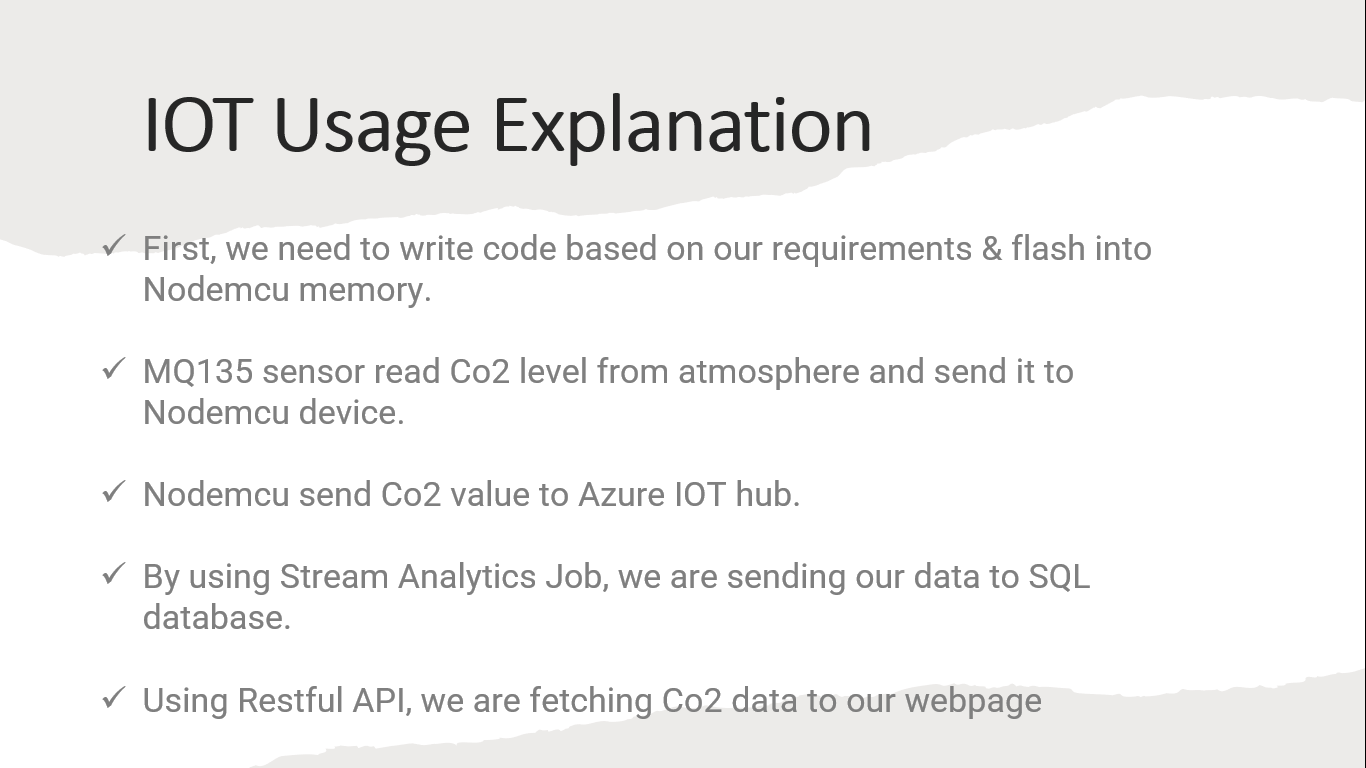 IOT Usage Explanation
✓ First, we need to write code based on our requirements & flash into
Nodemcu memory.
✓ MQ135 sensor read Co2 level from atmosphere and send it to
Nodemcu device.
✓ Nodemcu send Co2 value to Azure IOT hub.
✓ By using Stream Analytics Job, we are sending our data to SQL
database.
✓ Using Restful API, we are fetching Co2 data to our webpage